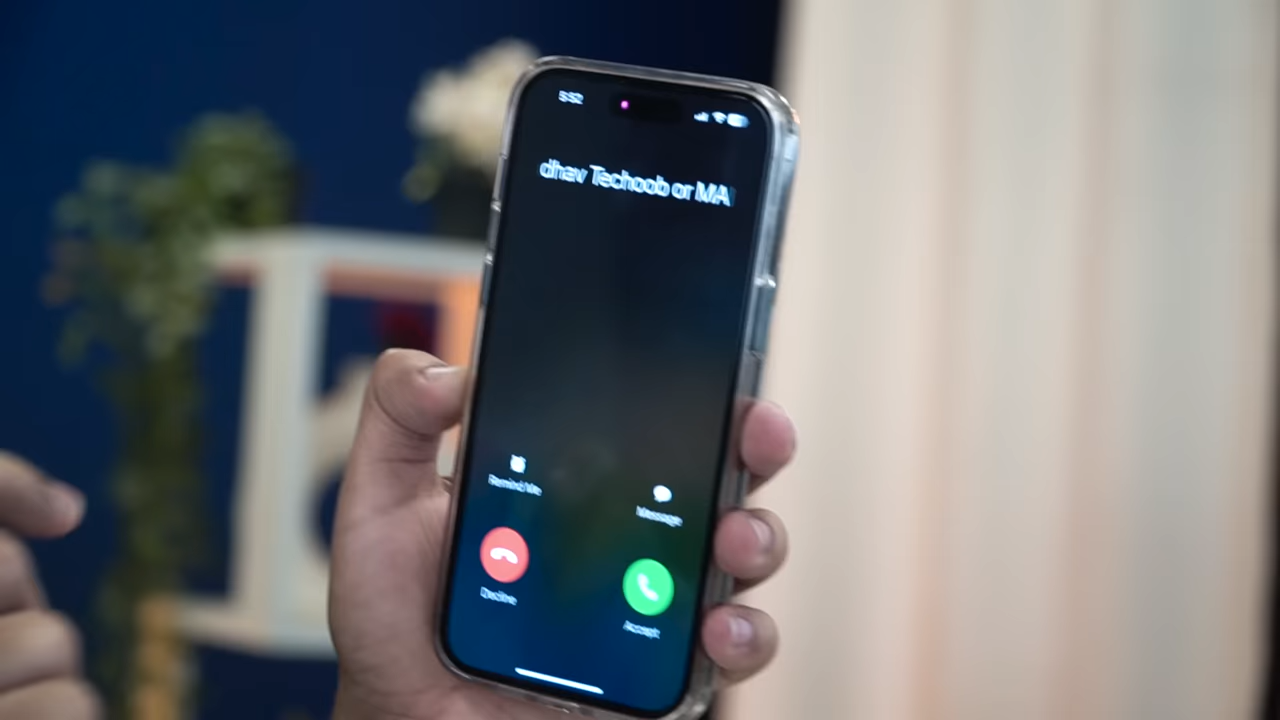 5:52
dhav Techoob or MA
Remind Me
Message
Decline
Accept